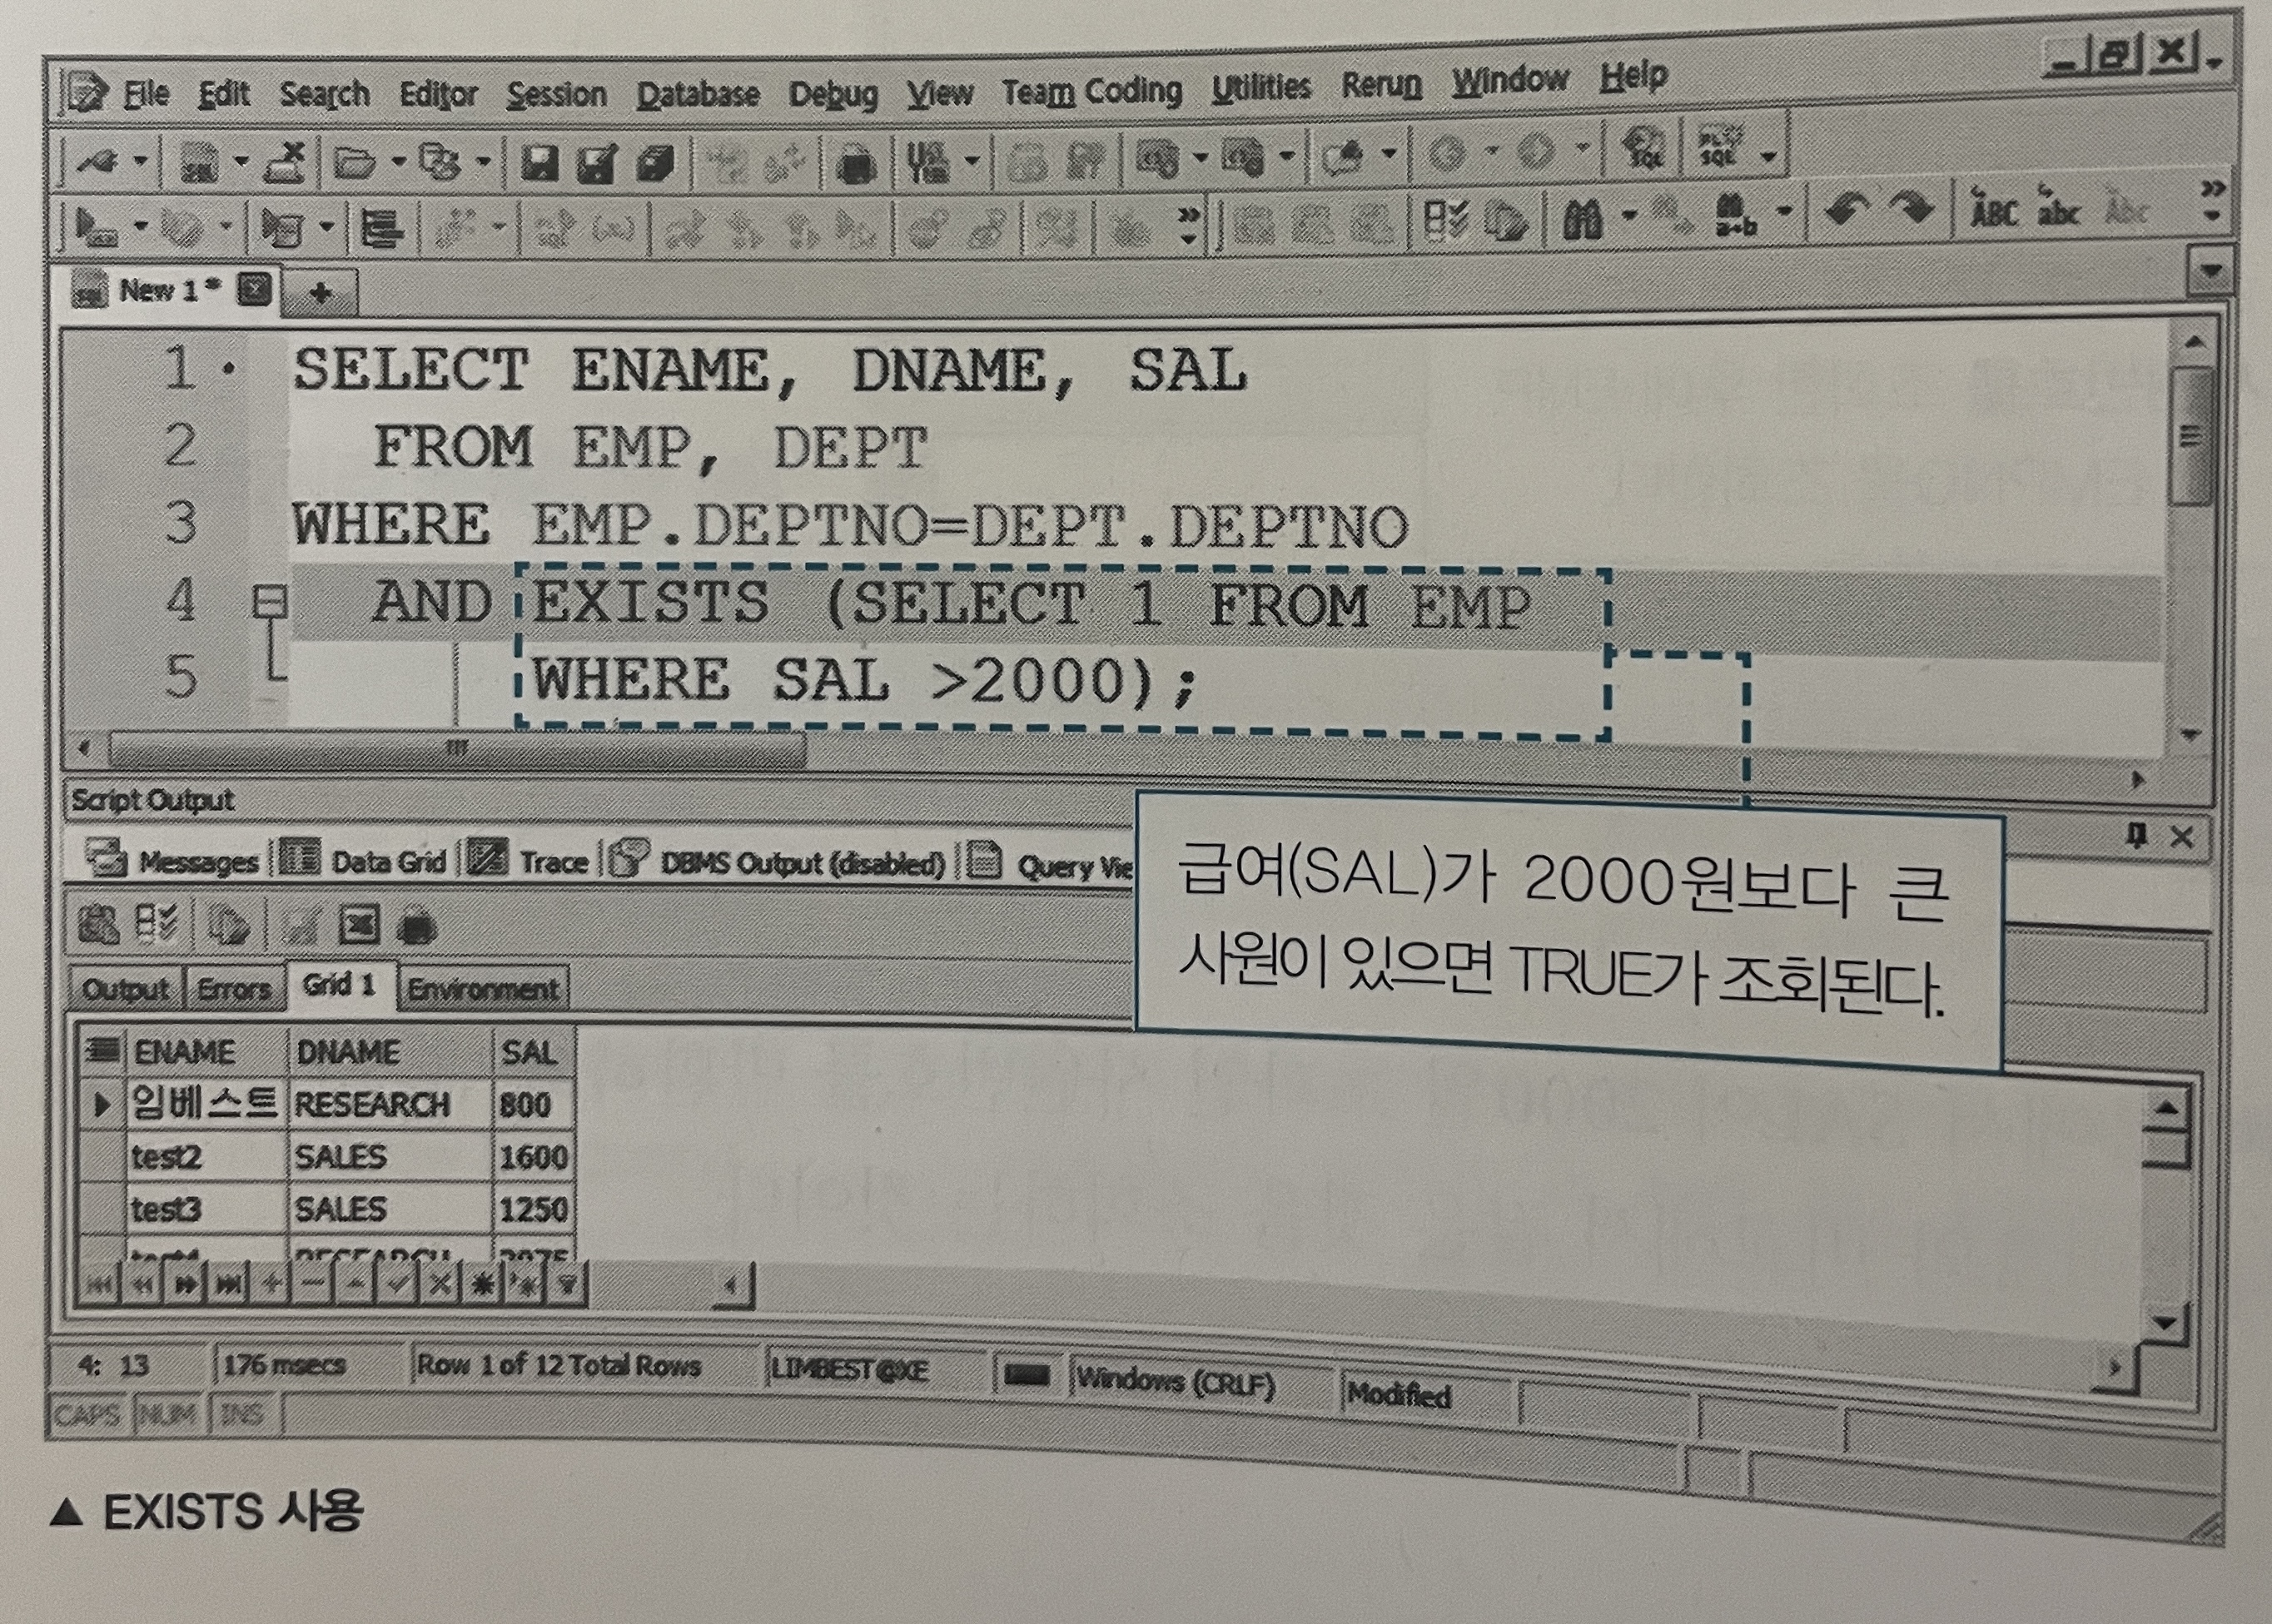 File Edit Search Editor Session Database Debug View Team Coding Utilities Rerun Window Help
SQL SQL
a→b ABC abc Abc
New 1 *
1 SELECT ENAME, DNAME, SAL
2 FROM EMP, DEPT
3 WHERE EMP.DEPTNO=DEPT.DEPTNO
4 AND EXISTS (SELECT 1 FROM EMP
5 WHERE SAL >2000);
Script Output
Messages Data Grid Trace DBMS Output (disabled) Query Vie
급여(SAL)가 2000원보다 큰
사원이 있으면 TRUE가 조회된다.
Output Errors Grid 1 Environment
ENAME DNAME SAL
임베스트 RESEARCH 800
test2 SALES 1600
test3 SALES 1250
RESEARCH
4: 13 176 msecs Row 1 of 12 Total Rows LIMBEST@XE Windows (CRLF) Modified
CAPS NUM INS
▲ EXISTS 사용